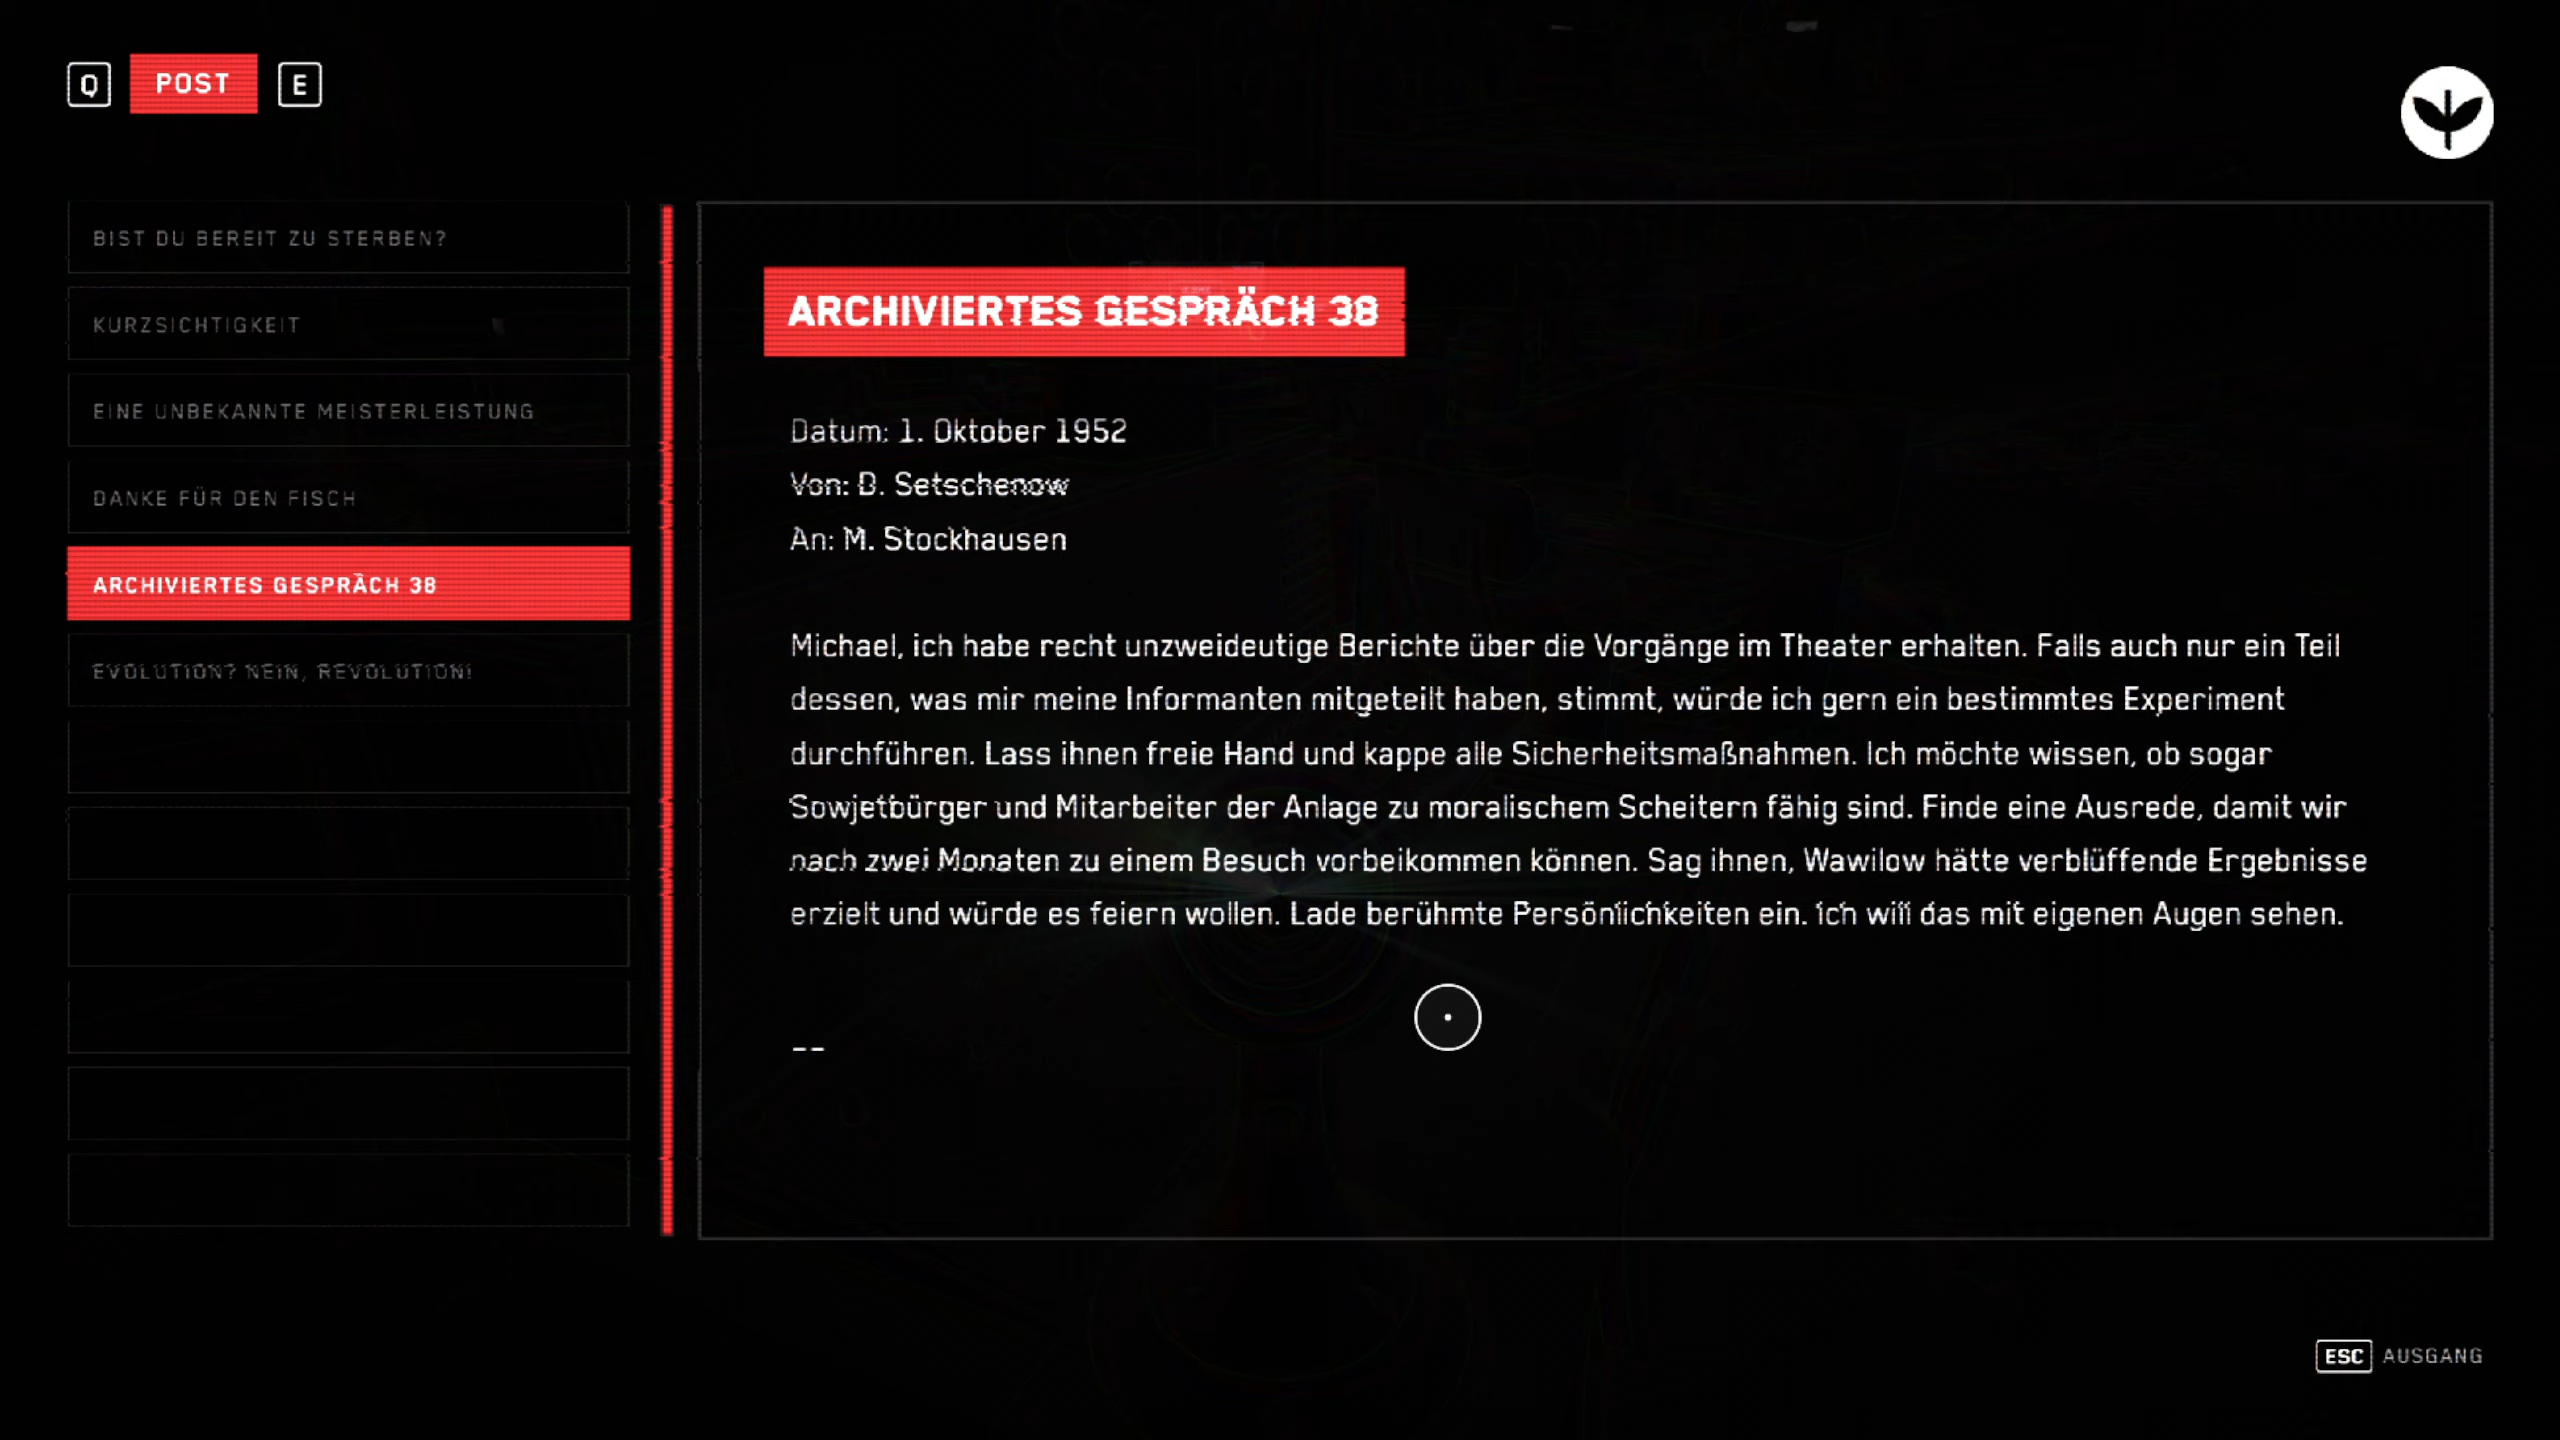 Q POST E
BIST DU BEREIT ZU STERBEN?
KURZSICHTIGKEIT
EINE UNBEKANNTE MEISTERLEISTUNG
DANKE FÜR DEN FISCH
ARCHIVIERTES GESPRÄCH 38
EVOLUTION? NEIN, REVOLUTION!
ARCHIVIERTES GESPRÄCH 38
Datum: 1. Oktober 1952
Von: D. Setschenow
An: M. Stockhausen
Michael, ich habe recht unzweideutige Berichte über die Vorgänge im Theater erhalten. Falls auch nur ein Teil
dessen, was mir meine Informanten mitgeteilt haben, stimmt, würde ich gern ein bestimmtes Experiment
durchführen. Lass ihnen freie Hand und kappe alle Sicherheitsmaßnahmen. Ich möchte wissen, ob sogar
Sowjetbürger und Mitarbeiter der Anlage zu moralischem Scheitern fähig sind. Finde eine Ausrede, damit wir
nach zwei Monaten zu einem Besuch vorbeikommen können. Sag ihnen, Wawilow hätte verblüffende Ergebnisse
erzielt und würde es feiern wollen. Lade berühmte Persönlichkeiten ein. Ich will das mit eigenen Augen sehen.
--
ESC AUSGANG